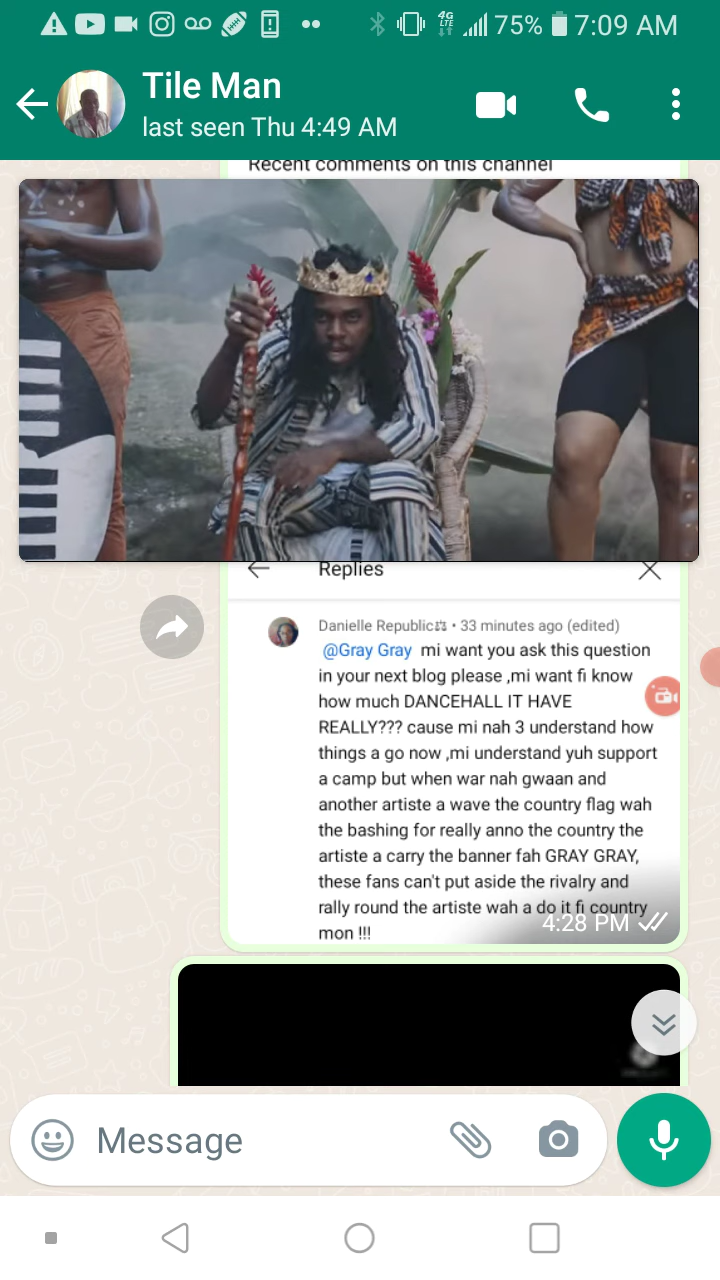 75% 7:09 AM
4G
LTE
Tile Man
last seen Thu 4:49 AM
Recent comments on this channel
Replies
Danielle Republic⚖ • 33 minutes ago (edited)
@Gray Gray mi want you ask this question
in your next blog please ,mi want fi know
how much DANCEHALL IT HAVE
REALLY??? cause mi nah 3 understand how
things a go now ,mi understand yuh support
a camp but when war nah gwaan and
another artiste a wave the country flag wah
the bashing for really anno the country the
artiste a carry the banner fah GRAY GRAY,
these fans can't put aside the rivalry and
rally round the artiste wah a do it fi country
mon !!!
4:28 PM
Message